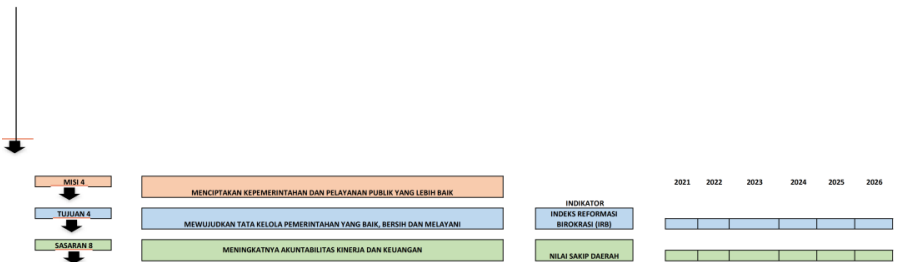 MISI 4
MENCIPTAKAN KEPEMERINTAHAN DAN PELAYANAN PUBLIK YANG LEBIH BAIK
2021 2022 2023 2024 2025 2026
INDIKATOR
TUJUAN 4
MEWUJUDKAN TATA KELOLA PEMERINTAHAN YANG BAIK, BERSIH DAN MELAYANI
INDEKS REFORMASI
BIROKRASI (IRB)
SASARAN 8
MENINGKATNYA AKUNTABILITAS KINERJA DAN KEUANGAN
NILAI SAKIP DAERAH